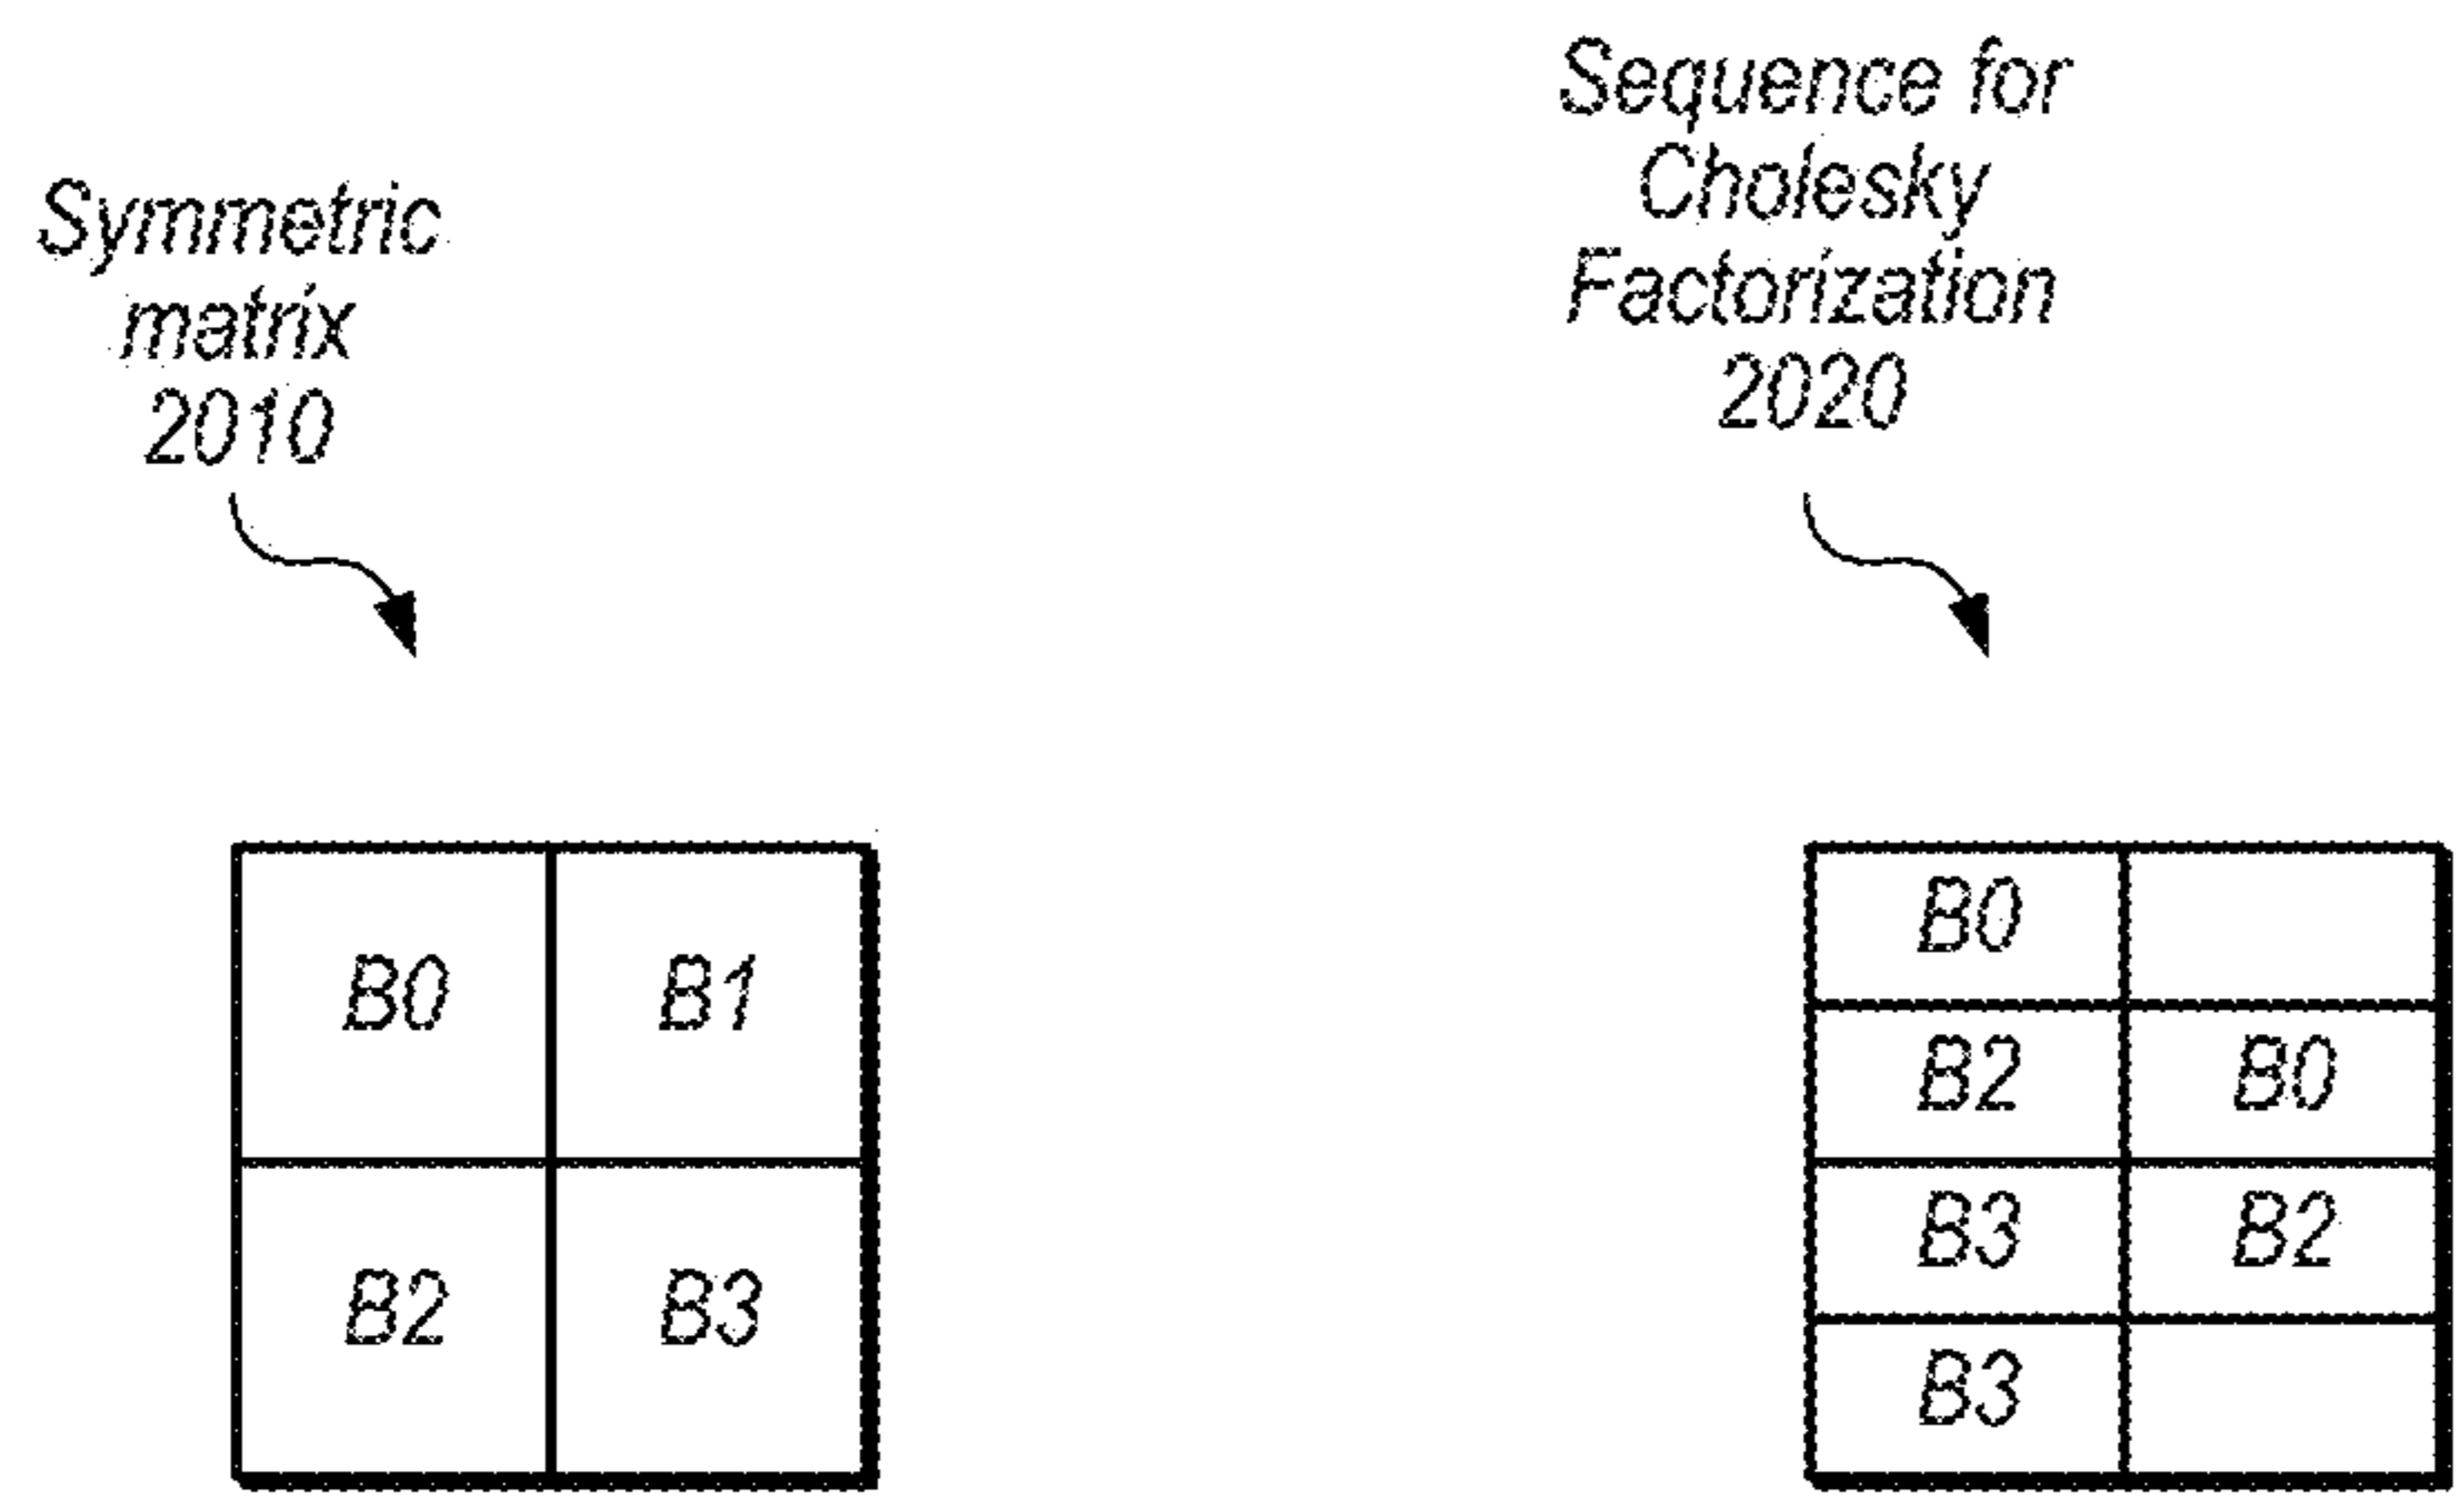 Symmetric
matrix
2010
Sequence for
Cholesky
Factorization
2020
B0 B1
B2 B3
B0
B2 B0
B3 B2
B3